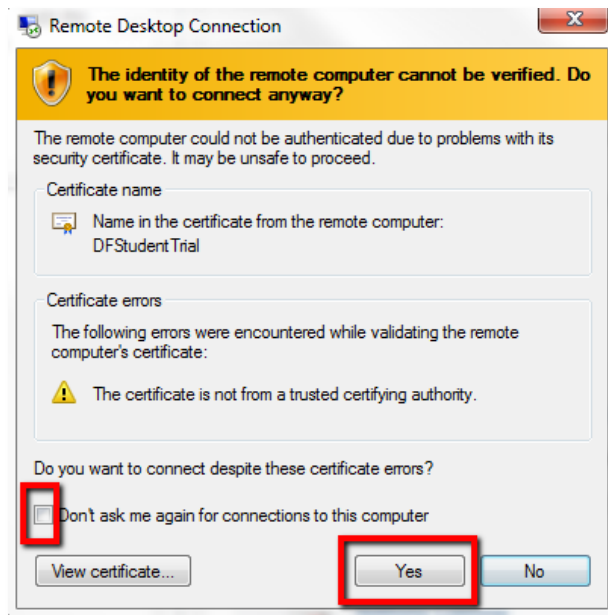 Remote Desktop Connection
The identity of the remote computer cannot be verified. Do
you want to connect anyway?
The remote computer could not be authenticated due to problems with its
security certificate. It may be unsafe to proceed.
Certificate name
Name in the certificate from the remote computer:
DFStudentTrial
Certificate errors
The following errors were encountered while validating the remote
computer's certificate:
The certificate is not from a trusted certifying authority.
Do you want to connect despite these certificate errors?
Don't ask me again for connections to this computer
View certificate... Yes No